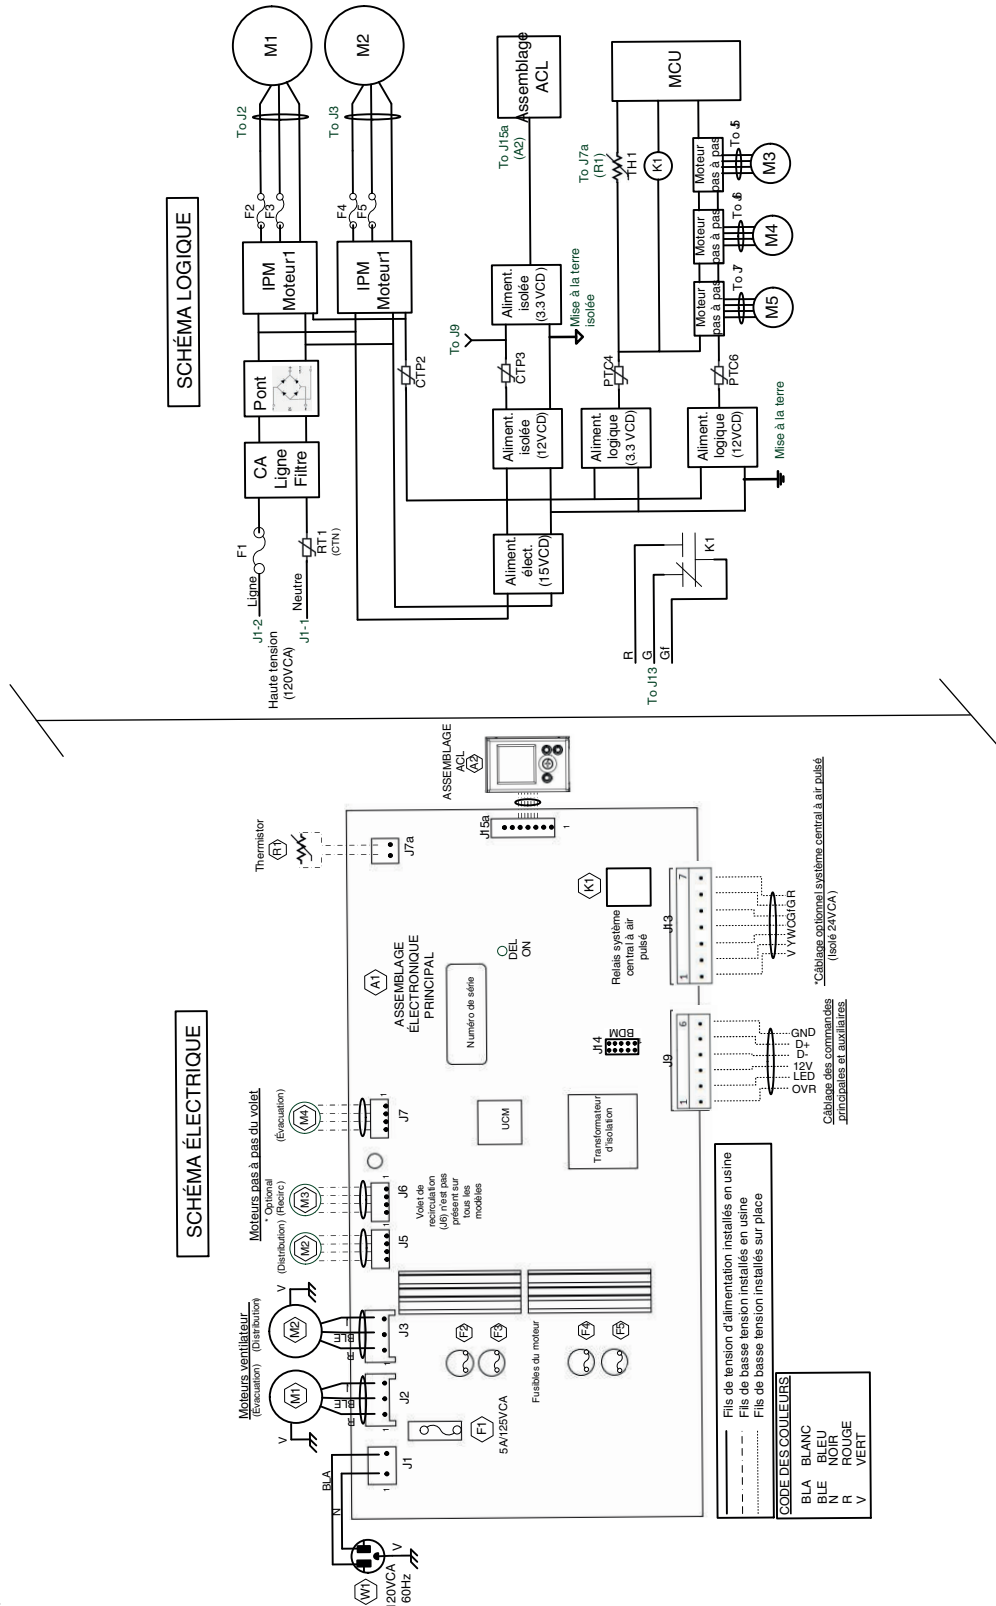 SCHÉMA LOGIQUE
M1
M2
To J2
To J3
F2
F3
F4
F5
IPM
Moteur1
IPM
Moteur1
Pont
CA
Ligne
Filtre
F1
RT1
(CTN)
Ligne
Neutre
J1-2
J1-1
Haute tension
(120VCA)
CTP2
Assemblage
ACL
To J15a
(A2)
Aliment.
isolée
(3.3 VCD)
Mise à la terre
isolée
To J9
CTP3
Aliment.
isolée
(12VCD)
Aliment.
élect.
(15VCD)
MCU
To J7a
(R1)
TH1
K1
Moteur
pas à pas
To J5
M3
Moteur
pas à pas
To J6
M4
Moteur
pas à pas
To J7
M5
PTC4
PTC6
Aliment.
logique
(3.3 VCD)
Aliment.
logique
(12VCD)
Mise à la terre
K1
R
G
Gf
To J13
SCHÉMA ÉLECTRIQUE
W1
120VCA
60Hz
V
BLA
N
J1
1
Moteurs ventilateur
(Évacuation)
(Distribution)
M1
V
R
BLE
J2
1
M2
V
R
BLE
J3
1
Moteurs pas à pas du volet
(Distribution)
* Optional
(Recirc)
(Évacuation)
M2
M3
M4
J5
1
J6
1
J7
1
Volet de
recirculation
(J6) n'est pas
présent sur
tous les
modèles
F1
5A/125VCA
F2
F3
F4
F5
Fusibles du moteur
A1
ASSEMBLAGE
ÉLECTRONIQUE
PRINCIPAL
Numéro de série
DEL
ON
UCM
Transformateur
d'isolation
J14
BDM
Thermistor
R1
J7a
ASSEMBLAGE
ACL
A2
J15a
1
K1
Relais système
central à air
pulsé
J13
1
7
V Y W C Gf G R
*Câblage optionnel système central à air pulsé
(Isolé 24VCA)
J9
1
6
GND
D+
D-
12V
LED
OVR
Câblage des commandes
principales et auxiliaires
Fils de tension d'alimentation installés en usine
Fils de basse tension installés en usine
Fils de basse tension installés sur place
CODE DES COULEURS
BLA BLANC
BLE BLEU
N NOIR
R ROUGE
V VERT